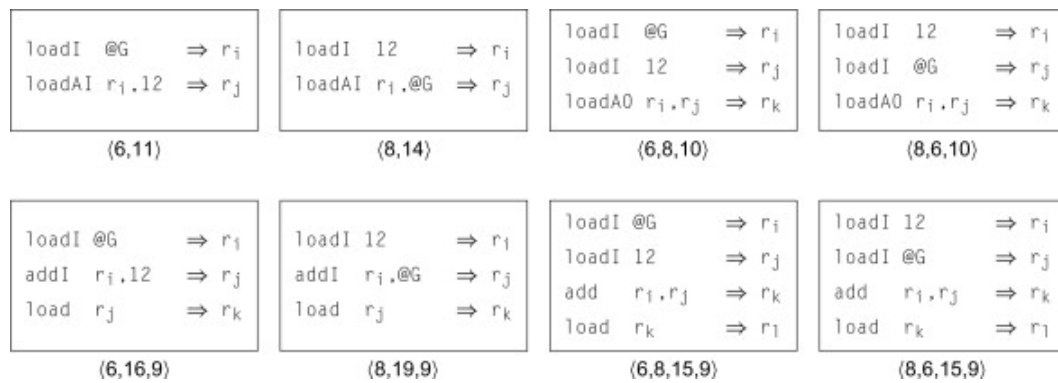 loadI @G ⇒ rᵢ
loadAI rᵢ,12 ⇒ rⱼ
⟨6,11⟩
loadI 12 ⇒ rᵢ
loadAI rᵢ,@G ⇒ rⱼ
⟨8,14⟩
loadI @G ⇒ rᵢ
loadI 12 ⇒ rⱼ
loadAO rᵢ,rⱼ ⇒ rₖ
⟨6,8,10⟩
loadI 12 ⇒ rᵢ
loadI @G ⇒ rⱼ
loadAO rᵢ,rⱼ ⇒ rₖ
⟨8,6,10⟩
loadI @G ⇒ rᵢ
addI rᵢ,12 ⇒ rⱼ
load rⱼ ⇒ rₖ
⟨6,16,9⟩
loadI 12 ⇒ rᵢ
addI rᵢ,@G ⇒ rⱼ
load rⱼ ⇒ rₖ
⟨8,19,9⟩
loadI @G ⇒ rᵢ
loadI 12 ⇒ rⱼ
add rᵢ,rⱼ ⇒ rₖ
load rₖ ⇒ rₗ
⟨6,8,15,9⟩
loadI 12 ⇒ rᵢ
loadI @G ⇒ rⱼ
add rᵢ,rⱼ ⇒ rₖ
load rₖ ⇒ rₗ
⟨8,6,15,9⟩